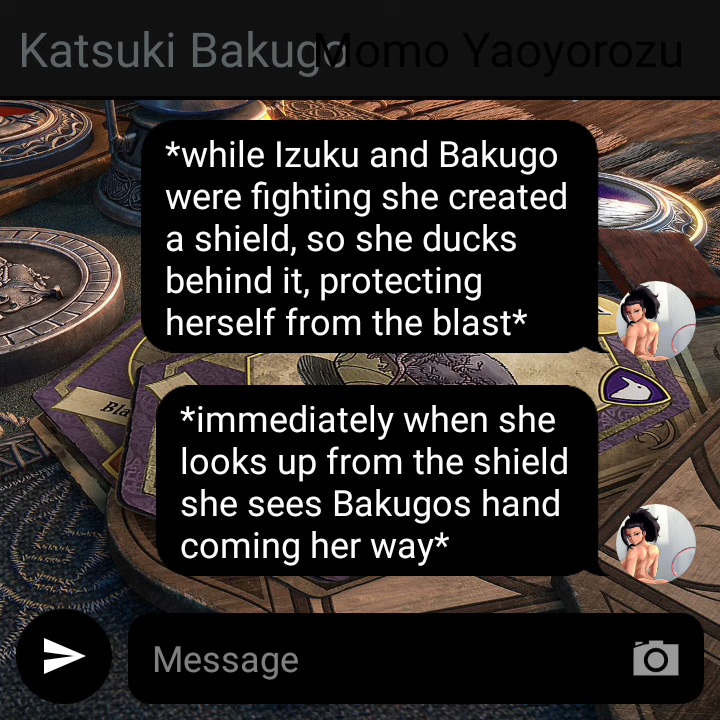 Katsuki Bakugo Momo Yaoyorozu
*while Izuku and Bakugo
were fighting she created
a shield, so she ducks
behind it, protecting
herself from the blast*
Bla
*immediately when she
looks up from the shield
she sees Bakugos hand
coming her way*
Message